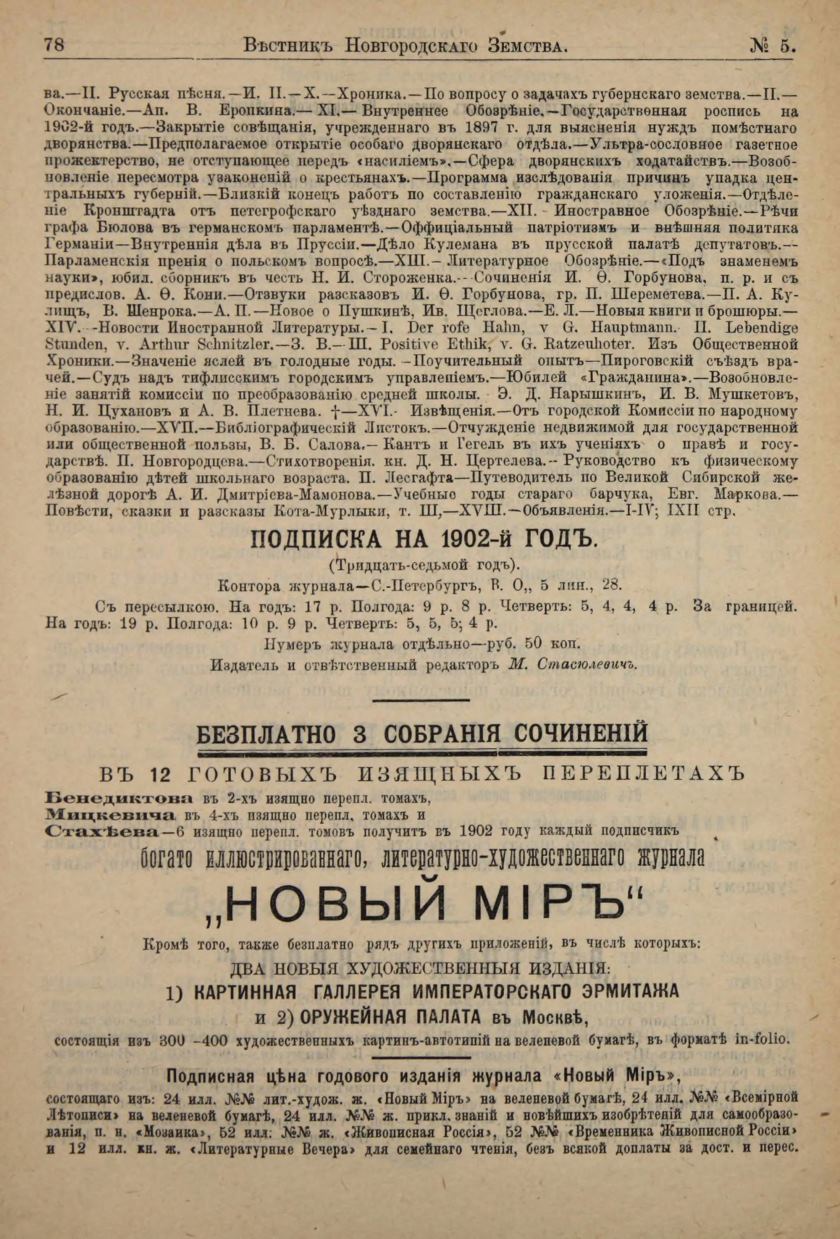 78 Вѣстникъ Новгородскаго Земства. № 5.
ва.—II. Русская пѣсня.—И. П.—X.—Хроника.—По вопросу о задачахъ губернскаго земства.—II.—
Окончаніе.—Ап. В. Еропкина.—XI.—Внутреннее Обозрѣніе.—Государственная роспись на
1902-й годъ.—Закрытіе совѣщанія, учрежденнаго въ 1897 г. для выясненія нуждъ помѣстнаго
дворянства.—Предполагаемое открытіе особаго дворянскаго отдѣла.—Ультра-сословное газетное
прожектерство, не отступающее передъ «насиліемъ».—Сфера дворянскихъ ходатайствъ.—Возоб-
новленіе пересмотра узаконеній о крестьянахъ.—Программа изслѣдованія причинъ упадка цен-
тральныхъ губерній.—Близкій конецъ работъ по составленію гражданскаго уложенія.—Отдѣле-
ніе Кронштадта отъ петегрофскаго уѣзднаго земства.—XII. - Иностранное Обозрѣніе.—Рѣчи
графа Бюлова въ германскомъ парламентѣ.—Оффиціальный патріотизмъ и внѣшняя политика
Германіи—Внутреннія дѣла въ Пруссіи.—Дѣло Кулемана въ прусской палатѣ депутатовъ.—
Парламенскія пренія о польскомъ вопросѣ.—XIII.—Литературное Обозрѣніе.—«Подъ знаменемъ
науки», юбил. сборникъ въ честь Н. И. Стороженка.—Сочиненія И. Ѳ. Горбунова, п. р. и съ
предислов. А. Ѳ. Кони.—Отзвуки разсказовъ И. Ѳ. Горбунова, гр. П. Шереметева.—П. А. Ку-
лишъ, В. Шенрока.—А. П.—Новое о Пушкинѣ, Ив. Щеглова.—Е. Л.—Новыя книги и брошюры.—
XIV. -Новости Иностранной Литературы.—I. Der rofe Hahn, v G. Hauptmann. II. Lebendige
Stunden, v. Arthur Schnitzler.—З. В.—III. Positive Ethik, v. G. Ratzenhoter. Изъ Общественной
Хроники.—Значеніе яслей въ голодные годы. -Поучительный опытъ—Пироговскій съѣздъ вра-
чей.—Судъ надъ тифлисскимъ городскимъ управленіемъ.—Юбилей «Гражданина».—Возобновле-
ніе занятій комиссіи по преобразованію средней школы. Э. Д. Нарышкинъ, И. В. Мушкетовъ,
Н. И. Цухановъ и А. В. Плетнева. †—XVI.- Извѣщенія.—Отъ городской Комиссіи по народному
образованію.—XVII.—Библіографическій Листокъ.—Отчужденіе недвижимой для государственной
или общественной пользы, В. Б. Салова.—Кантъ и Гегель въ ихъ ученіяхъ о правѣ и госу-
дарствѣ. П. Новгородцева.—Стихотворенія. кн. Д. Н. Цертелева.-- Руководство къ физическому
образованію дѣтей школьнаго возраста. П. Лесгафта—Путеводитель по Великой Сибирской же-
лѣзной дорогѣ А. И. Дмитріева-Мамонова.—Учебные годы стараго барчука, Евг. Маркова.—
Повѣсти, сказки и разсказы Кота-Мурлыки, т. III,—XVIII.—Объявленія.—I-IV; IXII стр.
ПОДПИСКА НА 1902-й ГОДЪ.
(Тридцать-седьмой годъ).
Контора журнала—С.-Петербургъ, В. О,, 5 лин., 28.
Съ пересылкою. На годъ: 17 р. Полгода: 9 р. 8 р. Четверть: 5, 4, 4, 4 р. За границей.
На годъ: 19 р. Полгода: 10 р. 9 р. Четверть: 5, 5, 5; 4 р.
Нумеръ журнала отдѣльно—руб. 50 коп.
Издатель и отвѣтственный редакторъ М. Стасюлевичъ.
БЕЗПЛАТНО 3 СОБРАНІЯ СОЧИНЕНІЙ
ВЪ 12 ГОТОВЫХЪ ИЗЯЩНЫХЪ ПЕРЕПЛЕТАХЪ
Бенедиктова въ 2-хъ изящно перепл. томахъ,
Мицкевича въ 4-хъ изящно перепл. томахъ и
Стахѣева—6 изящно перепл. томовъ получитъ въ 1902 году каждый подписчикъ
богато иллюстрированнаго, литературно-художественнаго журнала
„НОВЫЙ МІРЪ“
Кромѣ того, также безплатно рядъ другихъ приложеній, въ числѣ которыхъ:
ДВА НОВЫЯ ХУДОЖЕСТВЕННЫЯ ИЗДАНІЯ:
1) КАРТИННАЯ ГАЛЛЕРЕЯ ИМПЕРАТОРСКАГО ЭРМИТАЖА
и 2) ОРУЖЕЙНАЯ ПАЛАТА въ Москвѣ,
состоящія изъ 300 -400 художественныхъ картинъ-автотипій на веленевой бумагѣ, въ форматѣ in-folio.
Подписная цѣна годового изданія журнала «Новый Міръ»,
состоящаго изъ: 24 илл. №№ лит.-худож. ж. «Новый Міръ» на веленевой бумагѣ, 24 илл. №№ «Всемірной
Лѣтописи» на веленевой бумагѣ, 24 илл. №№ ж. прикл. знаній и новѣйшихъ изобрѣтеній для самообразо-
ванія, п. н. «Мозаика», 52 илл: №№ ж. «Живописная Россія», 52 №№ «Временника Живописной Россіи»
и 12 илл. кн. ж. «Литературные Вечера» для семейнаго чтенія, безъ всякой доплаты за дост. и перес.